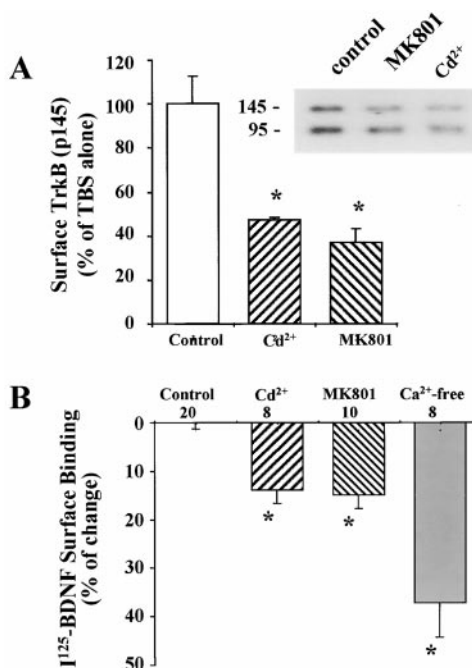 A
control MK801 Cd²⁺
145 -
95 -
Surface TrkB (p145)
(% of TBS alone)
120
100
80
60
40
20
0
* *
Control Cd²⁺ MK801
B
Control Cd²⁺ MK801 Ca²⁺-free
20 8 10 8
I¹²⁵-BDNF Surface Binding
(% of change)
0
10
20
30
40
50
* * *